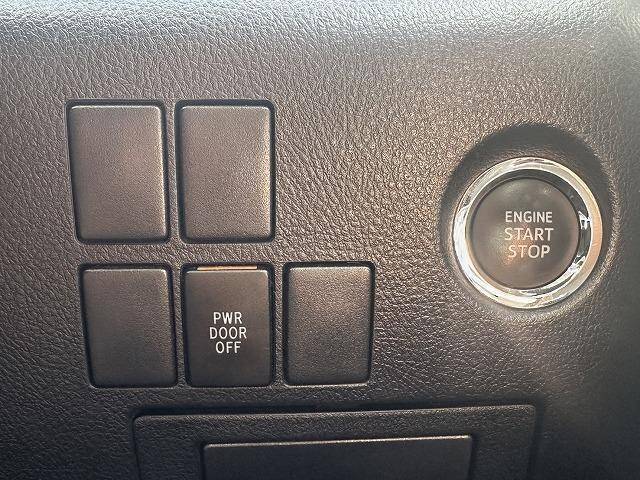 PWR
DOOR
OFF
ENGINE
START
STOP